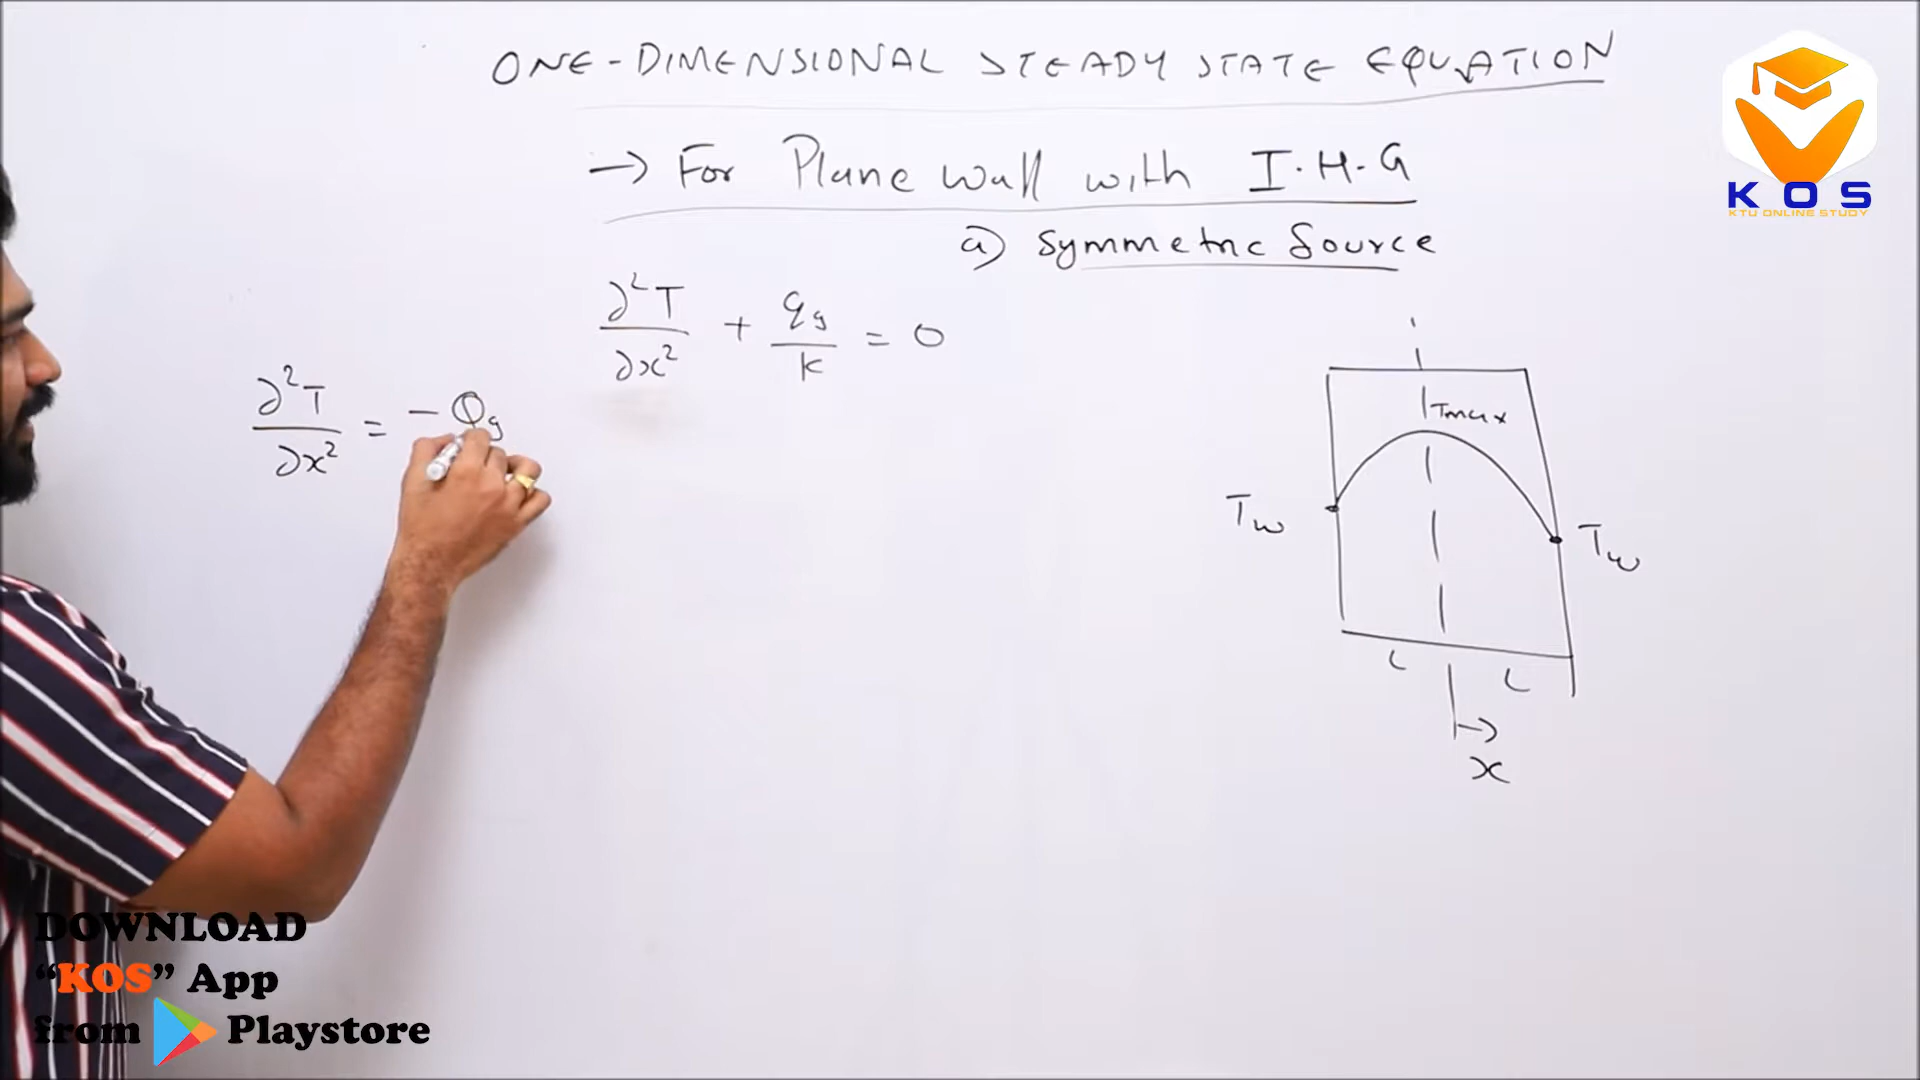 ONE-DIMENSIONAL STEADY STATE EQUATION
K O S
KTU ONLINE STUDY
→ For Plane Wall with I.H.G
a) Symmetric Source
∂²T/∂x² + qg/k = 0
∂²T/∂x² = - Qg
Tmax
Tw
Tw
L
L
x
DOWNLOAD
“KOS” App
from Playstore